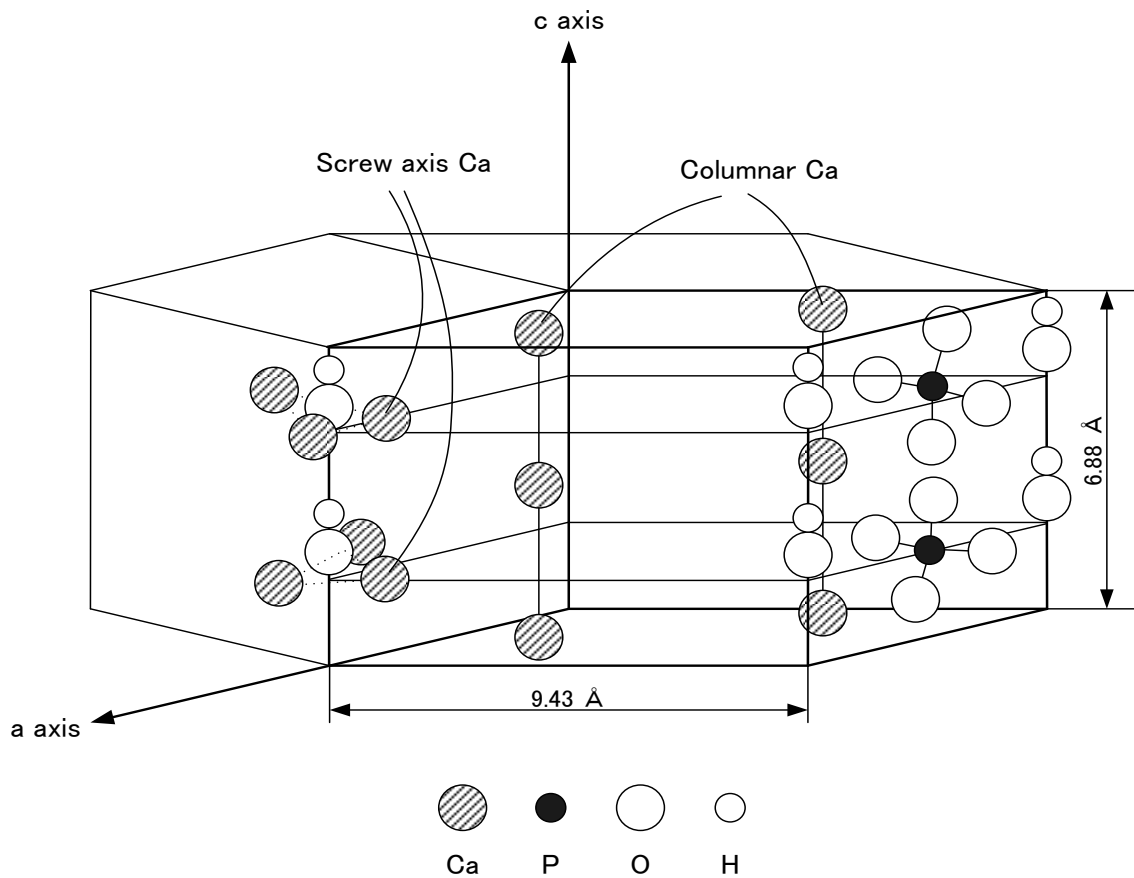 c axis
Screw axis Ca
Columnar Ca
6.88 Å
9.43 Å
a axis
Ca
P
O
H